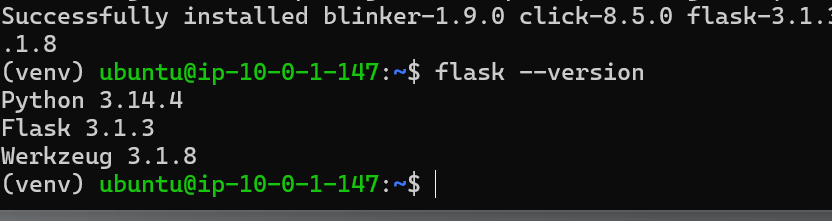 Successfully installed blinker-1.9.0 click-8.5.0 flask-3.1.3
.1.8
(venv) ubuntu@ip-10-0-1-147:~$ flask --version
Python 3.14.4
Flask 3.1.3
Werkzeug 3.1.8
(venv) ubuntu@ip-10-0-1-147:~$